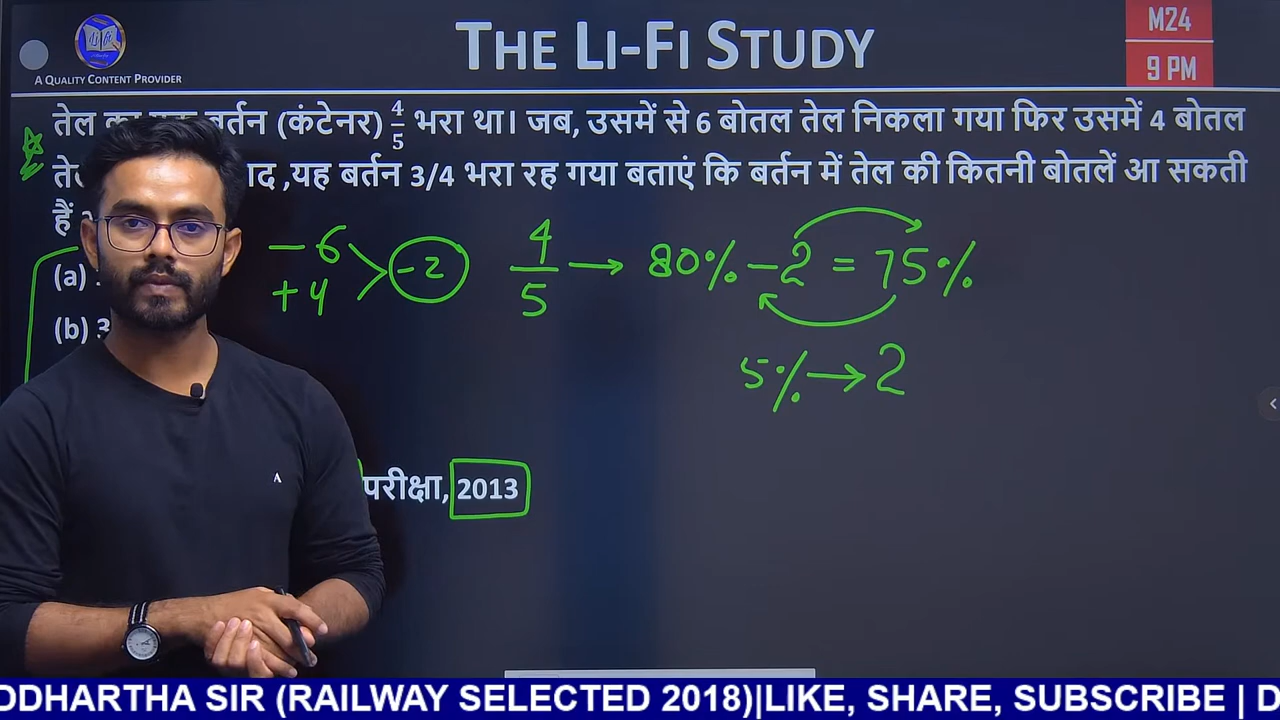 THE LI-FI STUDY
A QUALITY CONTENT PROVIDER
M24
9 PM
तेल वर्तन (कंटेनर) 4/5 भरा था। जब, उसमें से 6 बोतल तेल निकला गया फिर उसमें 4 बोतल
यह बर्तन 3/4 भरा रह गया बताएं कि बर्तन में तेल की कितनी बोतलें आ सकती
हैं
(a)
(b) 3
-6
+4
-2
4/5 → 80% - 2 = 75%
5% → 2
परीक्षा, 2013
DDHARTHA SIR (RAILWAY SELECTED 2018)|LIKE, SHARE, SUBSCRIBE | D